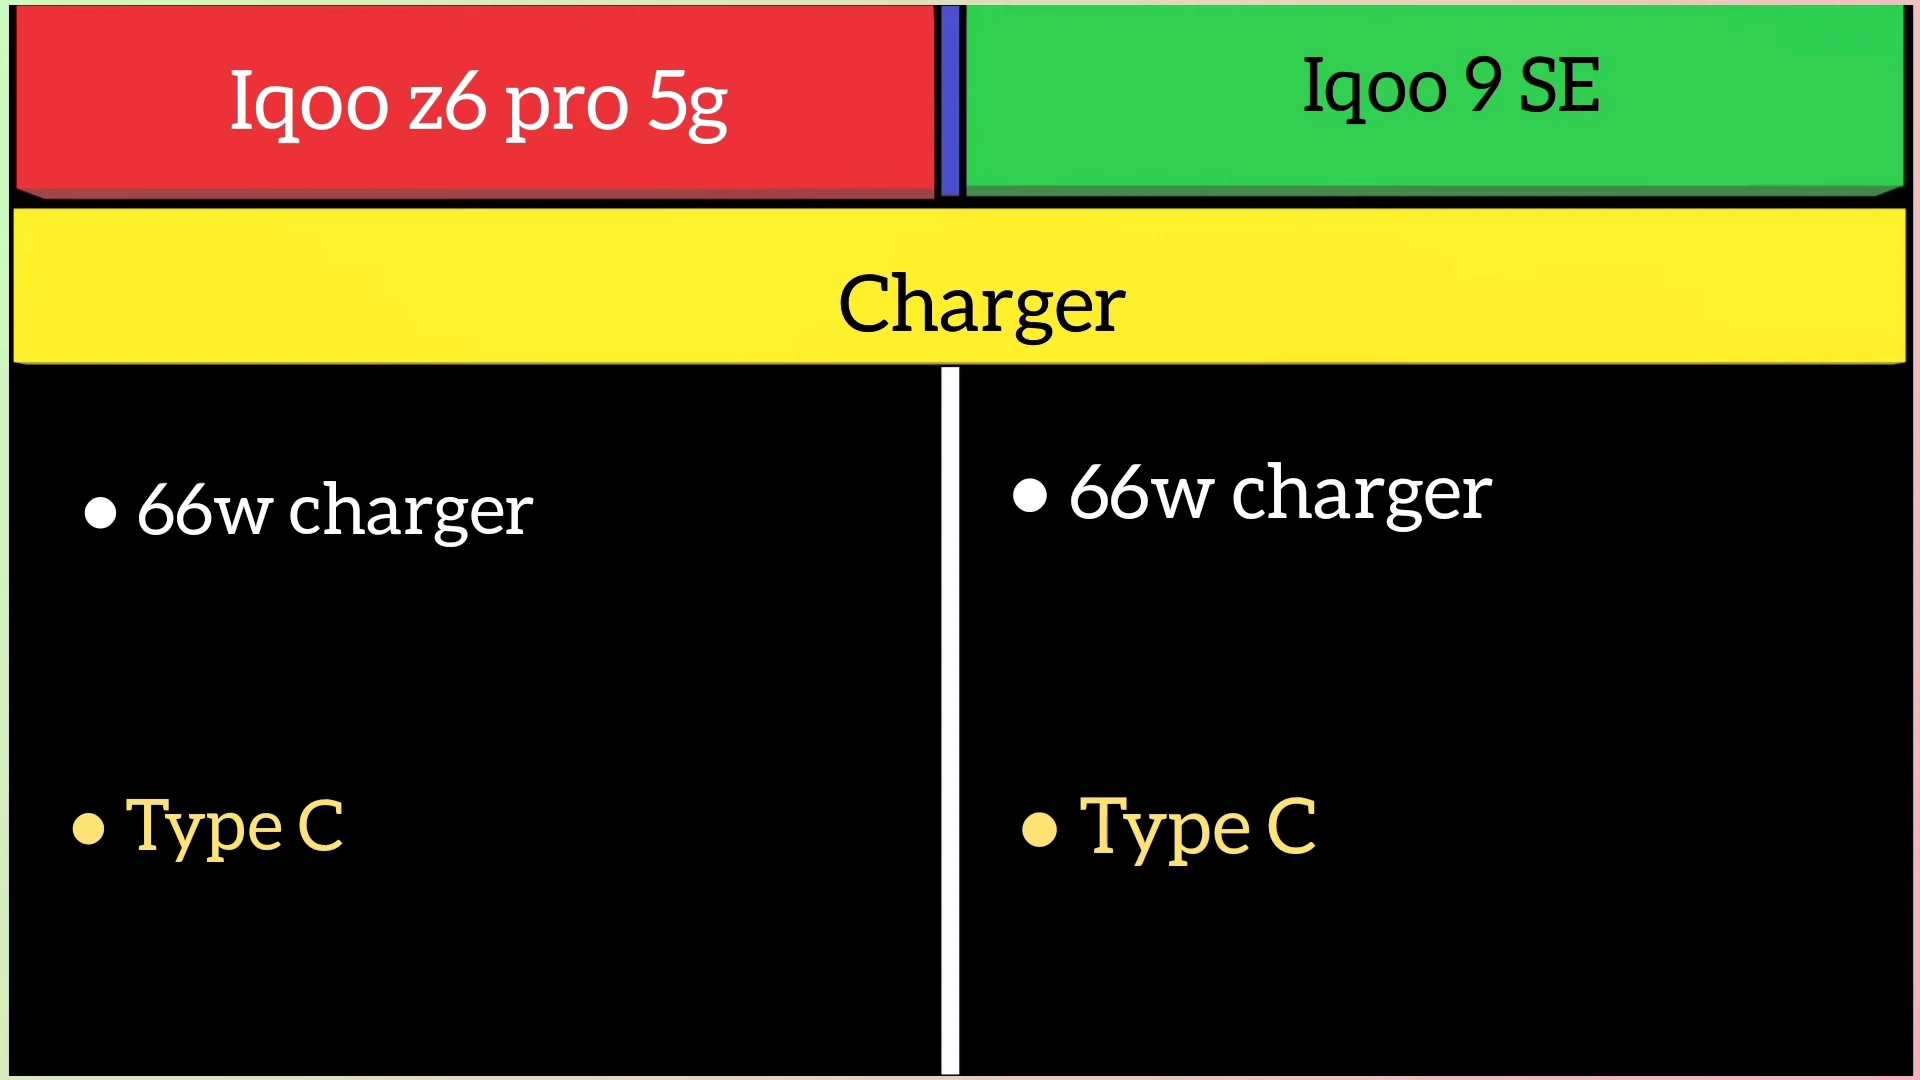 Iqoo z6 pro 5g
Iqoo 9 SE
Charger
● 66w charger
● 66w charger
● Type C
● Type C